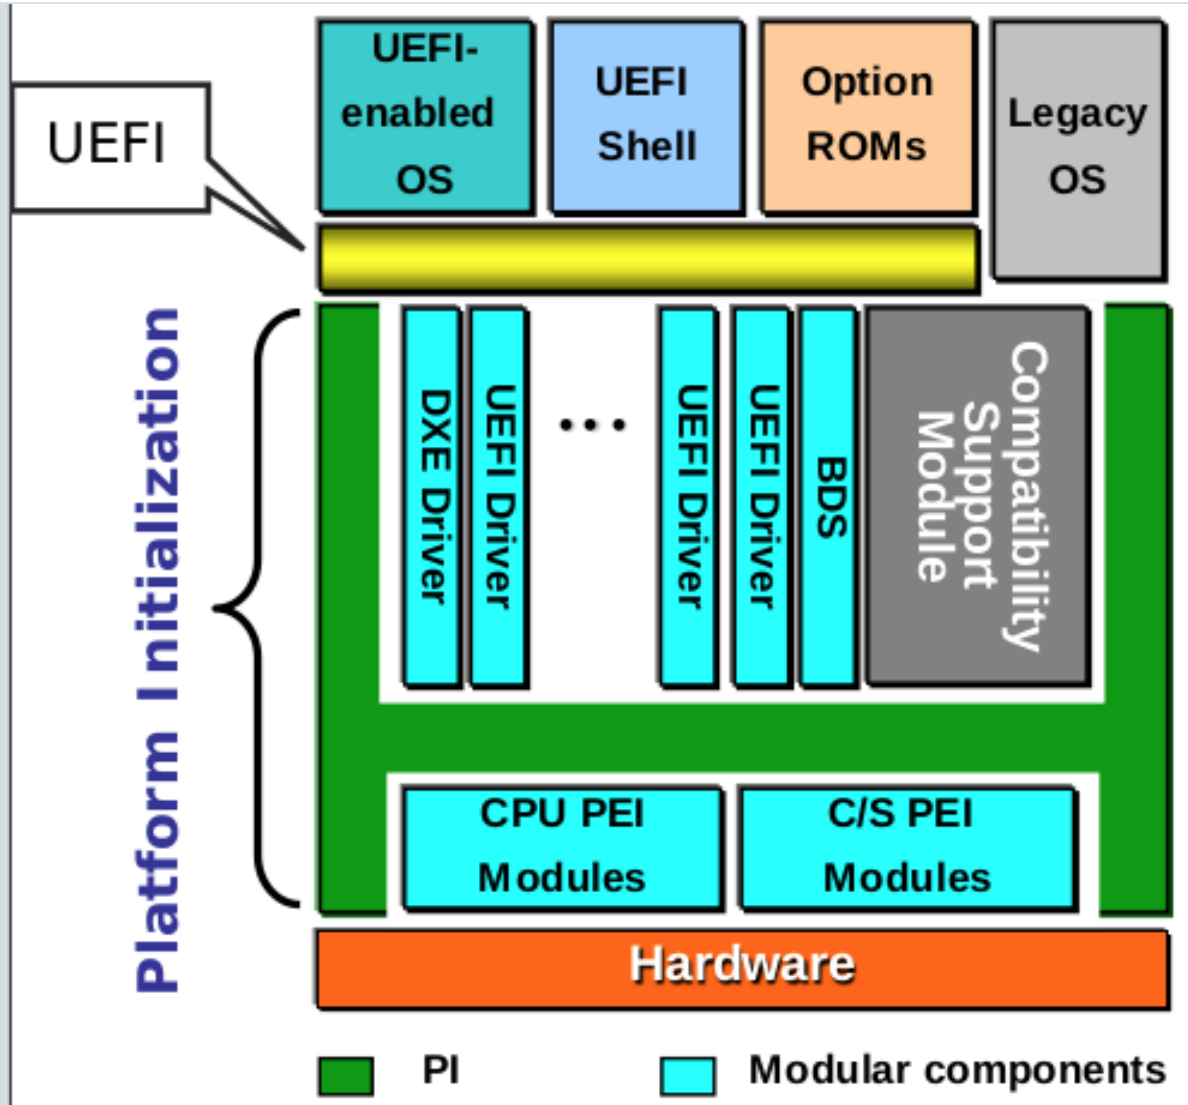 UEFI-
enabled
OS
UEFI
Shell
Option
ROMs
Legacy
OS
UEFI
Platform Initialization
DXE Driver
UEFI Driver
...
UEFI Driver
UEFI Driver
BDS
Compatibility
Support
Module
CPU PEI
Modules
C/S PEI
Modules
Hardware
PI
Modular components